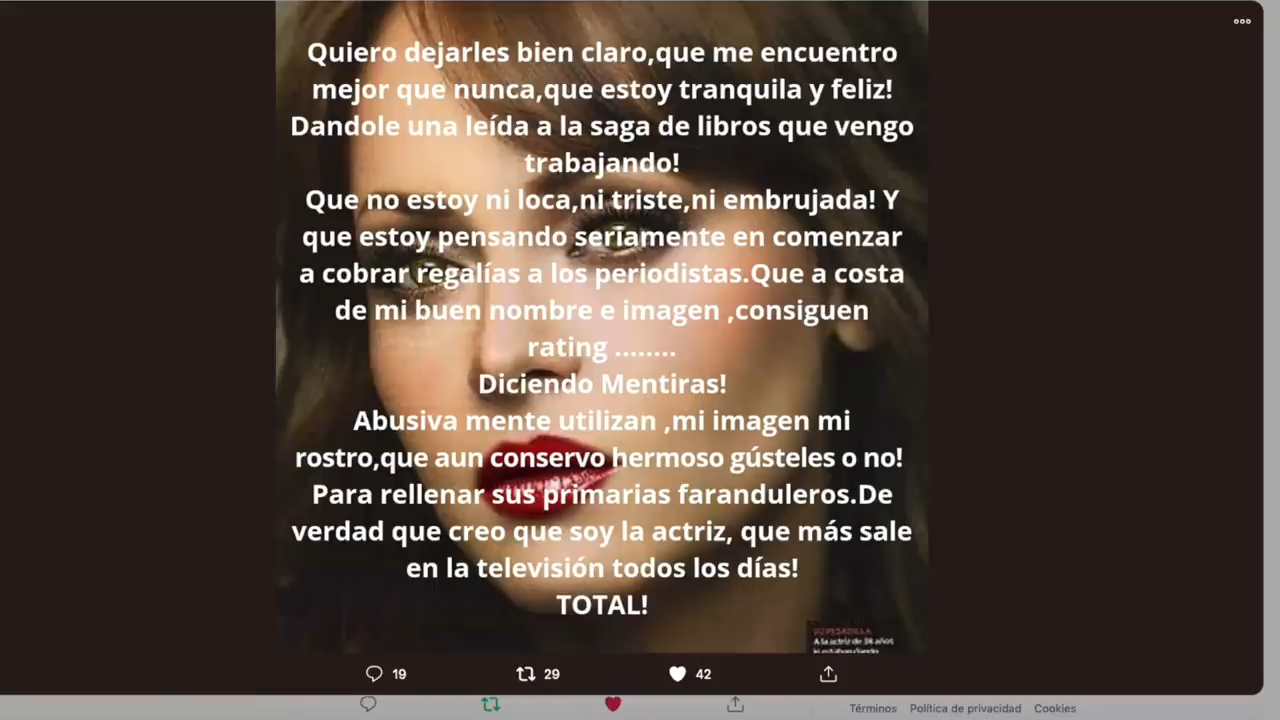 Quiero dejarles bien claro,que me encuentro
mejor que nunca,que estoy tranquila y feliz!
Dandole una leída a la saga de libros que vengo
trabajando!
Que no estoy ni loca,ni triste,ni embrujada! Y
que estoy pensando seriamente en comenzar
a cobrar regalías a los periodistas.Que a costa
de mi buen nombre e imagen ,consiguen
rating ........
Diciendo Mentiras!
Abusiva mente utilizan ,mi imagen mi
rostro,que aun conservo hermoso gústeles o no!
Para rellenar sus primarias faranduleros.De
verdad que creo que soy la actriz, que más sale
en la televisión todos los días!
TOTAL!
A la actriz de 38 años
19 29 42
Términos Política de privacidad Cookies